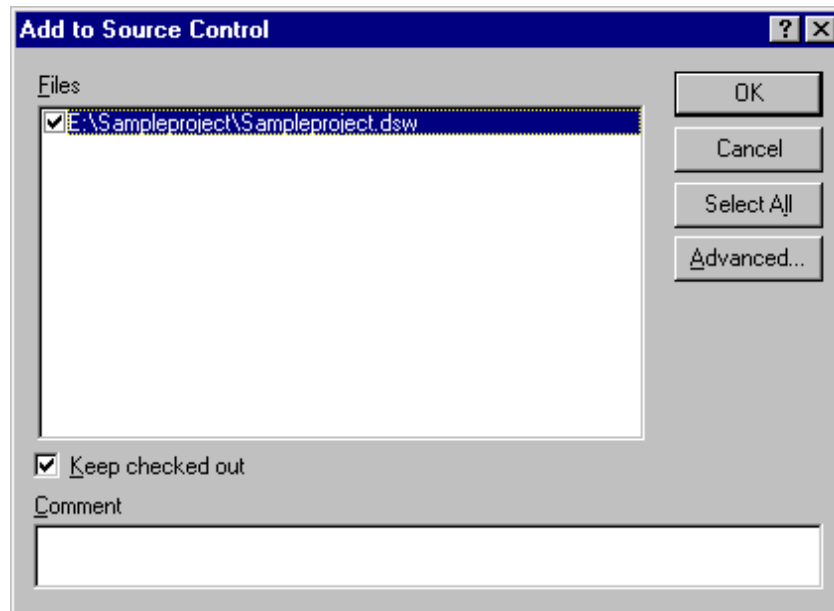 Add to Source Control
Files
E:\Sampleproject\Sampleproject.dsw
OK
Cancel
Select All
Advanced...
Keep checked out
Comment